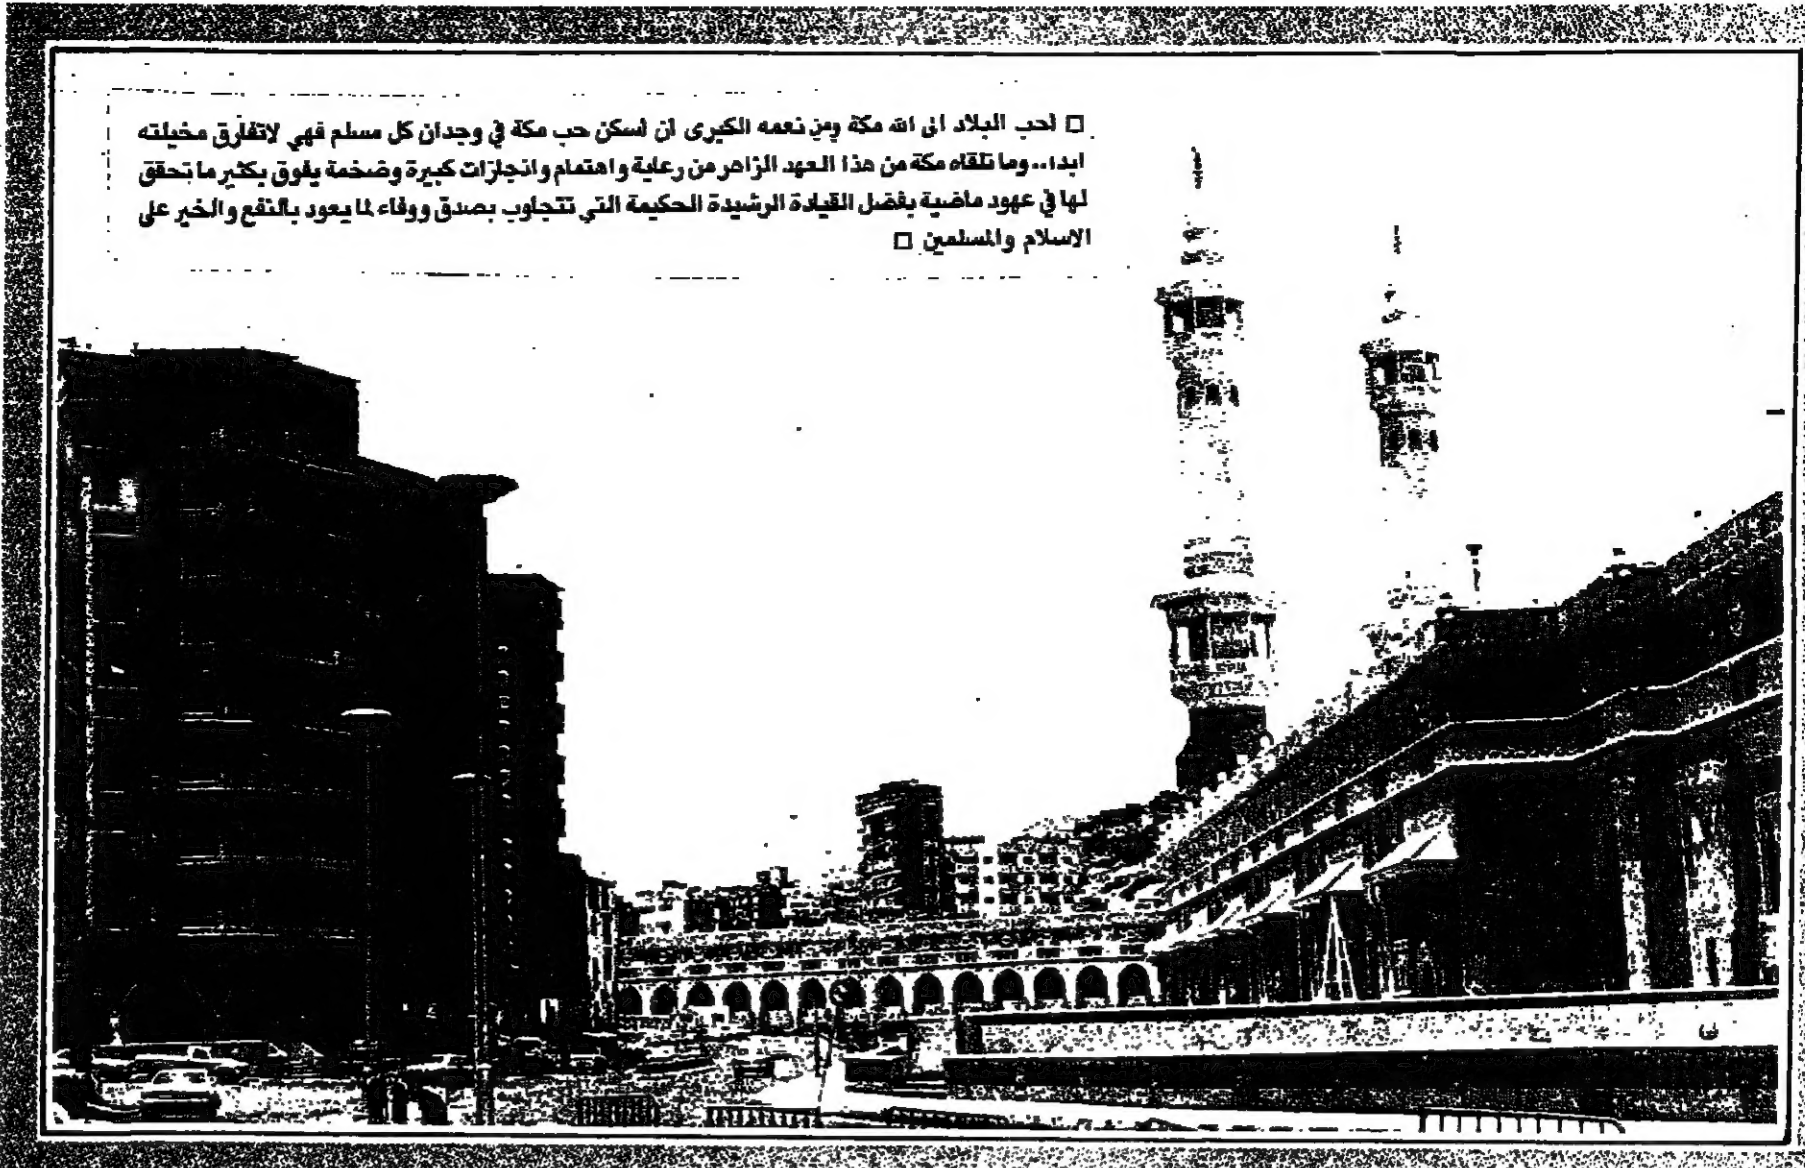 □ احب البلاد الى الله مكة ومن نعمه الكبرى ان اسكن حب مكة في وجدان كل مسلم فهي لاتفارق مخيلته
ابدا.. وما تلقاه مكة من هذا العهد الزاهر من رعاية واهتمام وانجازات كبيرة وضخمة يفوق بكثير ما تحقق
لها في عهود ماضية بفضل القيادة الرشيدة الحكيمة التي تتجاوب بصدق ووفاء لما يعود بالنفع والخير على
الاسلام والمسلمين □